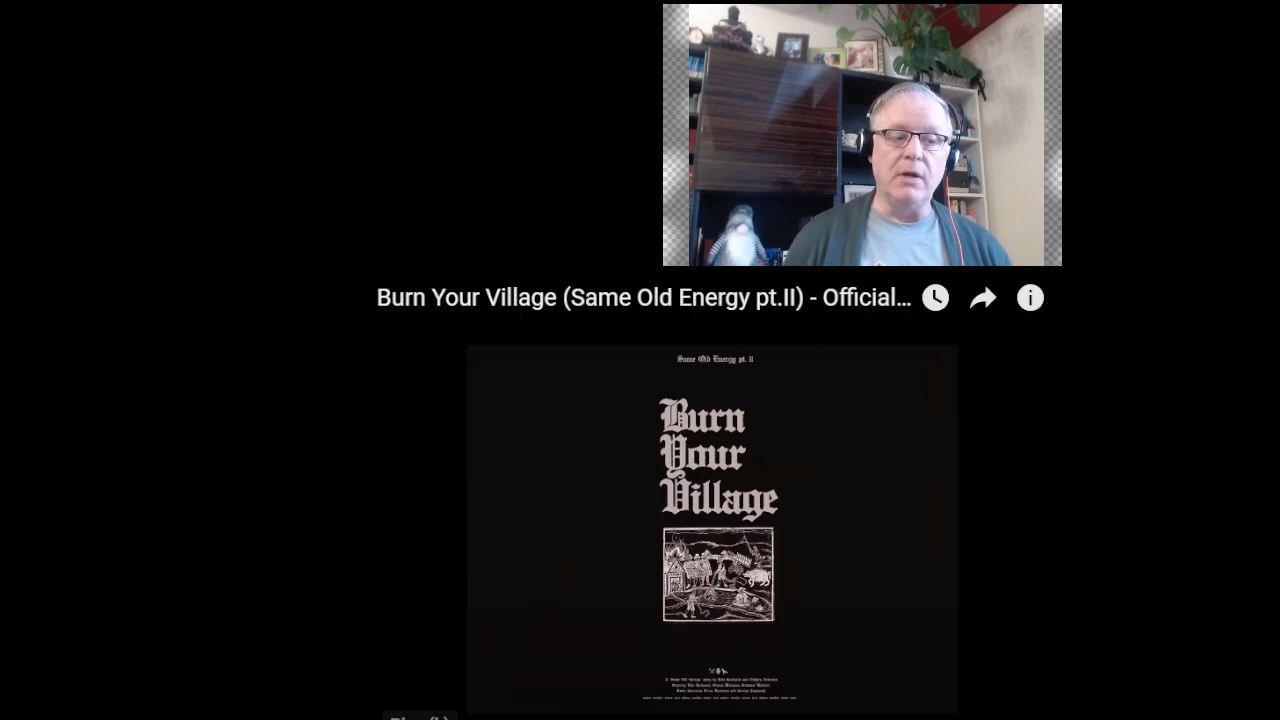 Burn Your Village (Same Old Energy pt.II) - Official...
Same Old Energy pt. II
Burn
Your
Village